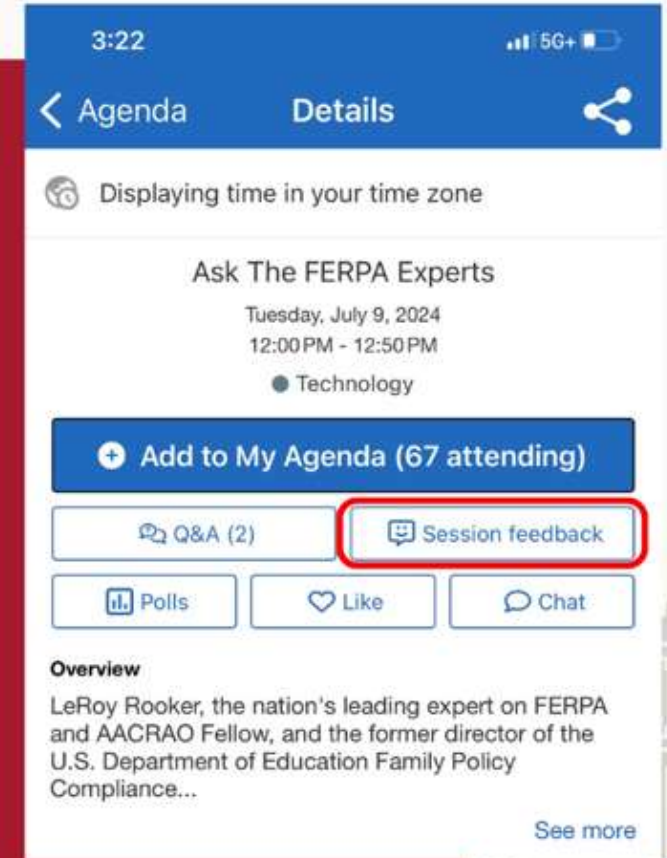 3:22 5G+
Agenda Details
Displaying time in your time zone
Ask The FERPA Experts
Tuesday, July 9, 2024
12:00 PM - 12:50 PM
Technology
Add to My Agenda (67 attending)
Q&A (2) Session feedback
Polls Like Chat
Overview
LeRoy Rooker, the nation's leading expert on FERPA
and AACRAO Fellow, and the former director of the
U.S. Department of Education Family Policy
Compliance...
See more